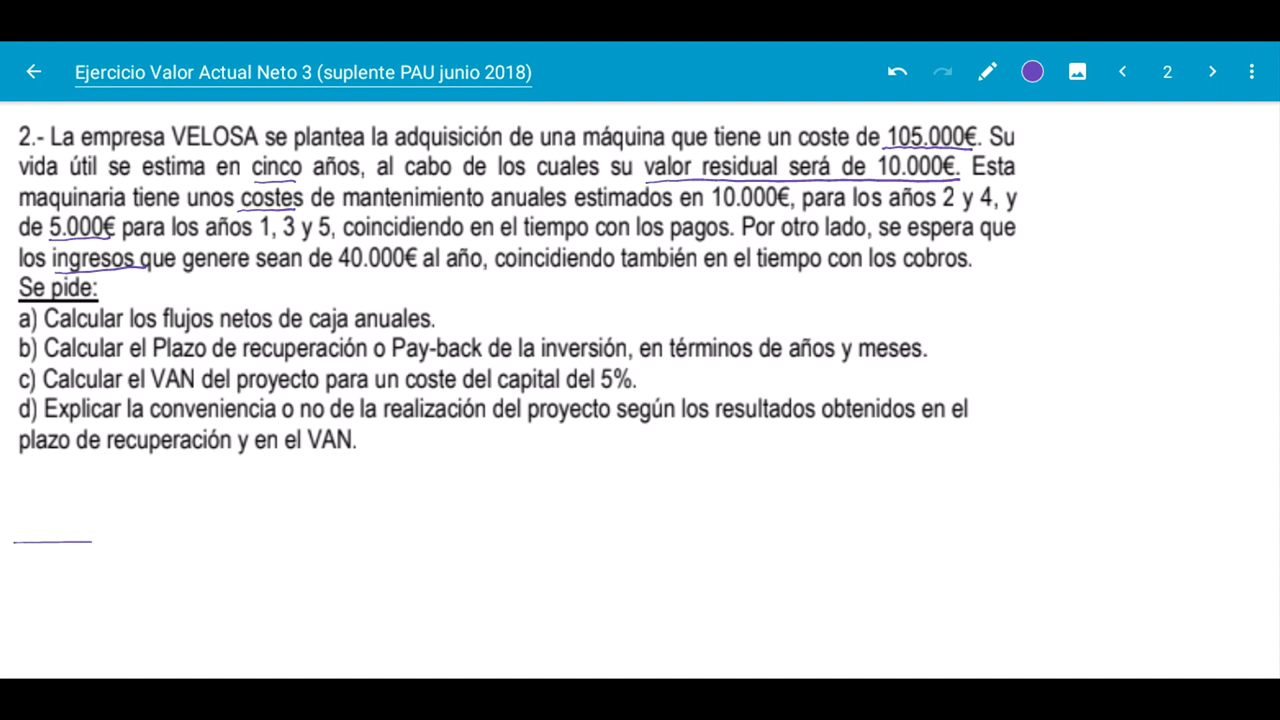 Ejercicio Valor Actual Neto 3 (suplente PAU junio 2018)
2
2.- La empresa VELOSA se plantea la adquisición de una máquina que tiene un coste de 105.000€. Su
vida útil se estima en cinco años, al cabo de los cuales su valor residual será de 10.000€. Esta
maquinaria tiene unos costes de mantenimiento anuales estimados en 10.000€, para los años 2 y 4, y
de 5.000€ para los años 1, 3 y 5, coincidiendo en el tiempo con los pagos. Por otro lado, se espera que
los ingresos que genere sean de 40.000€ al año, coincidiendo también en el tiempo con los cobros.
Se pide:
a) Calcular los flujos netos de caja anuales.
b) Calcular el Plazo de recuperación o Pay-back de la inversión, en términos de años y meses.
c) Calcular el VAN del proyecto para un coste del capital del 5%.
d) Explicar la conveniencia o no de la realización del proyecto según los resultados obtenidos en el
plazo de recuperación y en el VAN.